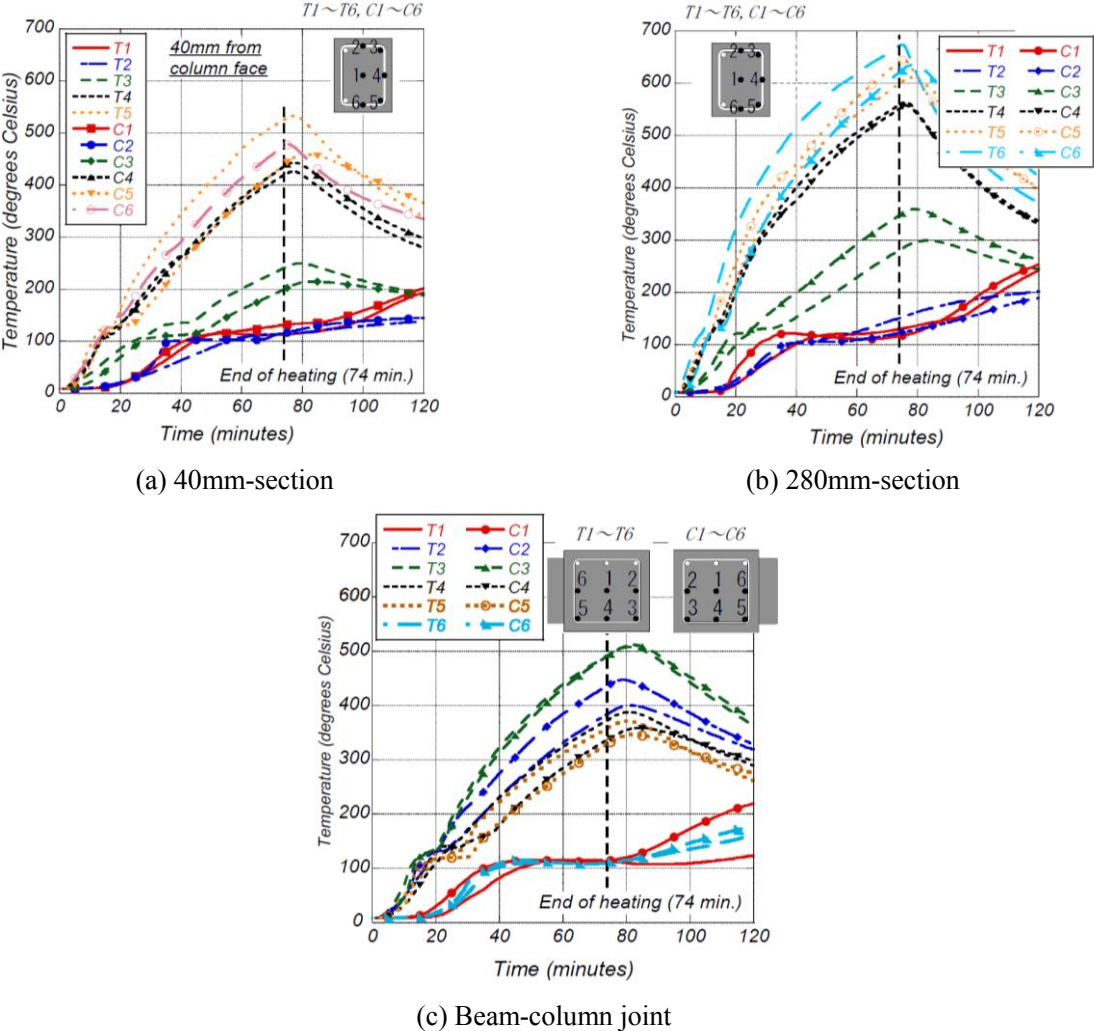 T1～T6, C1～C6
700
600
500
400
300
200
100
0
Temperature (degrees Celsius)
T1
T2
T3
T4
T5
C1
C2
C3
C4
C5
C6
40mm from
column face
2 3
1 4
6 5
End of heating (74 min.)
0 20 40 60 80 100 120
Time (minutes)
(a) 40mm-section
T1～T6, C1～C6
700
600
500
400
300
200
100
0
Temperature (degrees Celsius)
2 3
1 4
6 5
T1 C1
T2 C2
T3 C3
T4 C4
T5 C5
T6 C6
End of heating (74 min.)
0 20 40 60 80 100 120
Time (minutes)
(b) 280mm-section
700
600
500
400
300
200
100
0
Temperature (degrees Celsius)
T1 C1
T2 C2
T3 C3
T4 C4
T5 C5
T6 C6
T1～T6
6 1 2
5 4 3
C1～C6
2 1 6
3 4 5
End of heating (74 min.)
0 20 40 60 80 100 120
Time (minutes)
(c) Beam-column joint